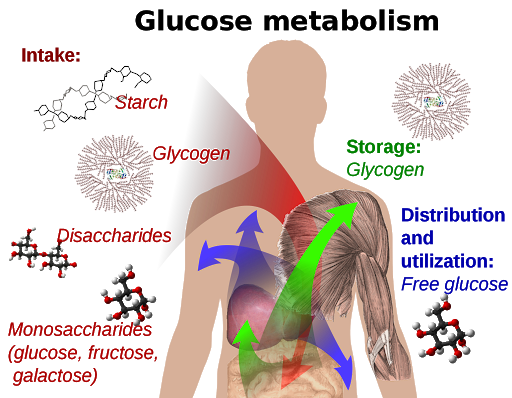 Glucose metabolism
Intake:
Starch
Glycogen
Disaccharides
Monosaccharides
(glucose, fructose,
galactose)
Storage:
Glycogen
Distribution
and
utilization:
Free glucose